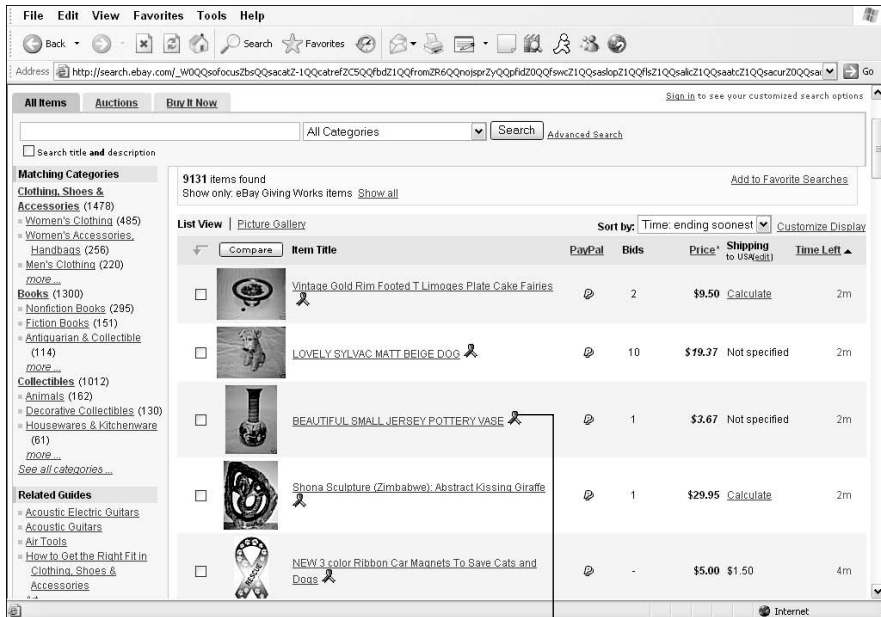 File Edit View Favorites Tools Help
Back Search Favorites
Address http://search.ebay.com/_W0QQsofocusZbsQQsacatZ-1QQcatrefZC5QQfbdZ1QQfromZR6QQnojsprZyQQpfidZ0QQfswcZ1QQsaslopZ1QQflsZ1QQsalicZ1QQsaatcZ1QQsacurZ0QQsa Go
All Items Auctions Buy It Now
Sign in to see your customized search options
All Categories Search Advanced Search
Search title and description
Matching Categories
Clothing, Shoes &
Accessories (1478)
Women's Clothing (485)
Women's Accessories,
Handbags (256)
Men's Clothing (220)
more ...
Books (1300)
Nonfiction Books (295)
Fiction Books (151)
Antiquarian & Collectible
(114)
more ...
Collectibles (1012)
Animals (162)
Decorative Collectibles (130)
Housewares & Kitchenware
(61)
more ...
See all categories ...
Related Guides
Acoustic Electric Guitars
Acoustic Guitars
Air Tools
How to Get the Right Fit in
Clothing, Shoes &
Accessories
9131 items found
Add to Favorite Searches
Show only: eBay Giving Works items Show all
List View | Picture Gallery
Sort by: Time: ending soonest Customize Display
Compare Item Title PayPal Bids Price* Shipping to USA(edit) Time Left
Vintage Gold Rim Footed T Limoges Plate Cake Fairies
2 $9.50 Calculate 2m
LOVELY SYLVAC MATT BEIGE DOG 10 $19.37 Not specified 2m
BEAUTIFUL SMALL JERSEY POTTERY VASE 1 $3.67 Not specified 2m
Shona Sculpture (Zimbabwe): Abstract Kissing Giraffe
1 $29.95 Calculate 2m
RESCUE
NEW 3 color Ribbon Car Magnets To Save Cats and
Dogs - $5.00 $1.50 4m
Internet